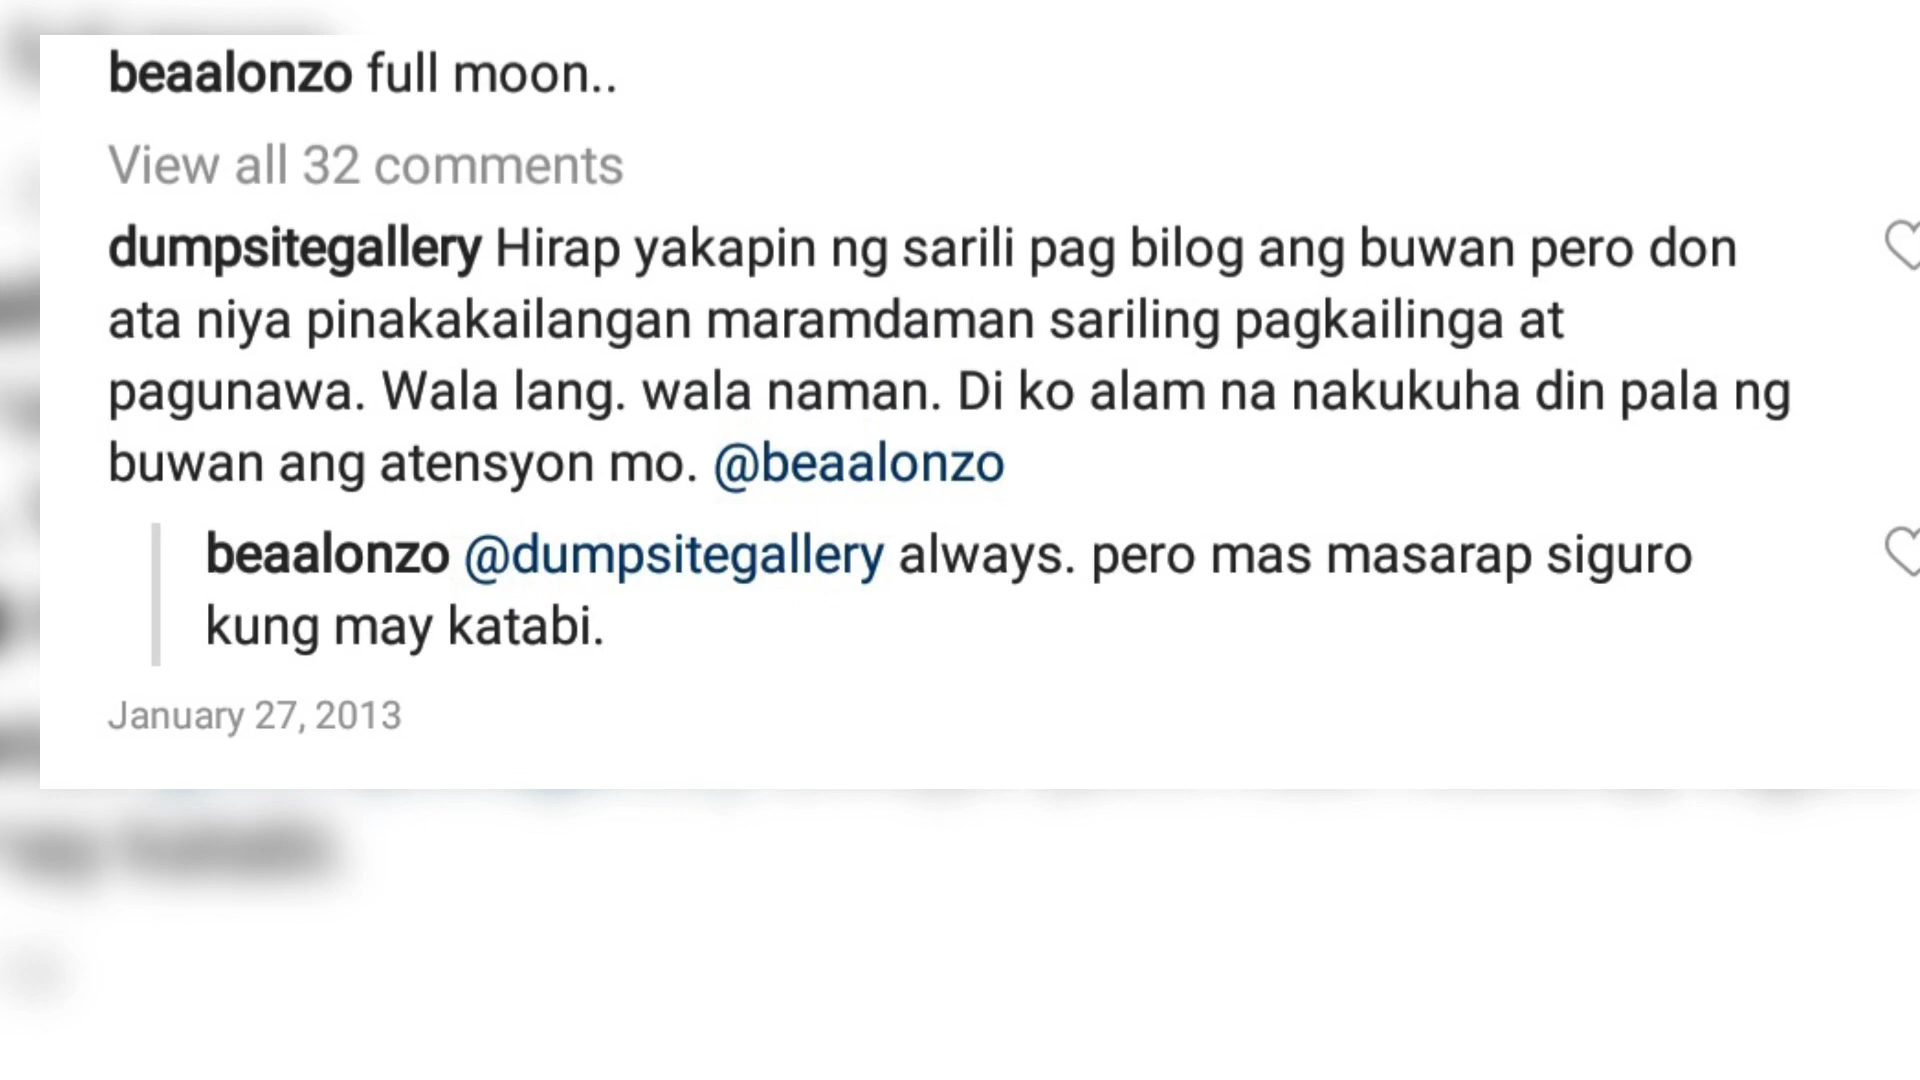 beaalonzo full moon..
View all 32 comments
dumpsitegallery Hirap yakapin ng sarili pag bilog ang buwan pero don
ata niya pinakakailangan maramdaman sariling pagkailinga at
pagunawa. Wala lang. wala naman. Di ko alam na nakukuha din pala ng
buwan ang atensyon mo. @beaalonzo
beaalonzo @dumpsitegallery always. pero mas masarap siguro
kung may katabi.
January 27, 2013